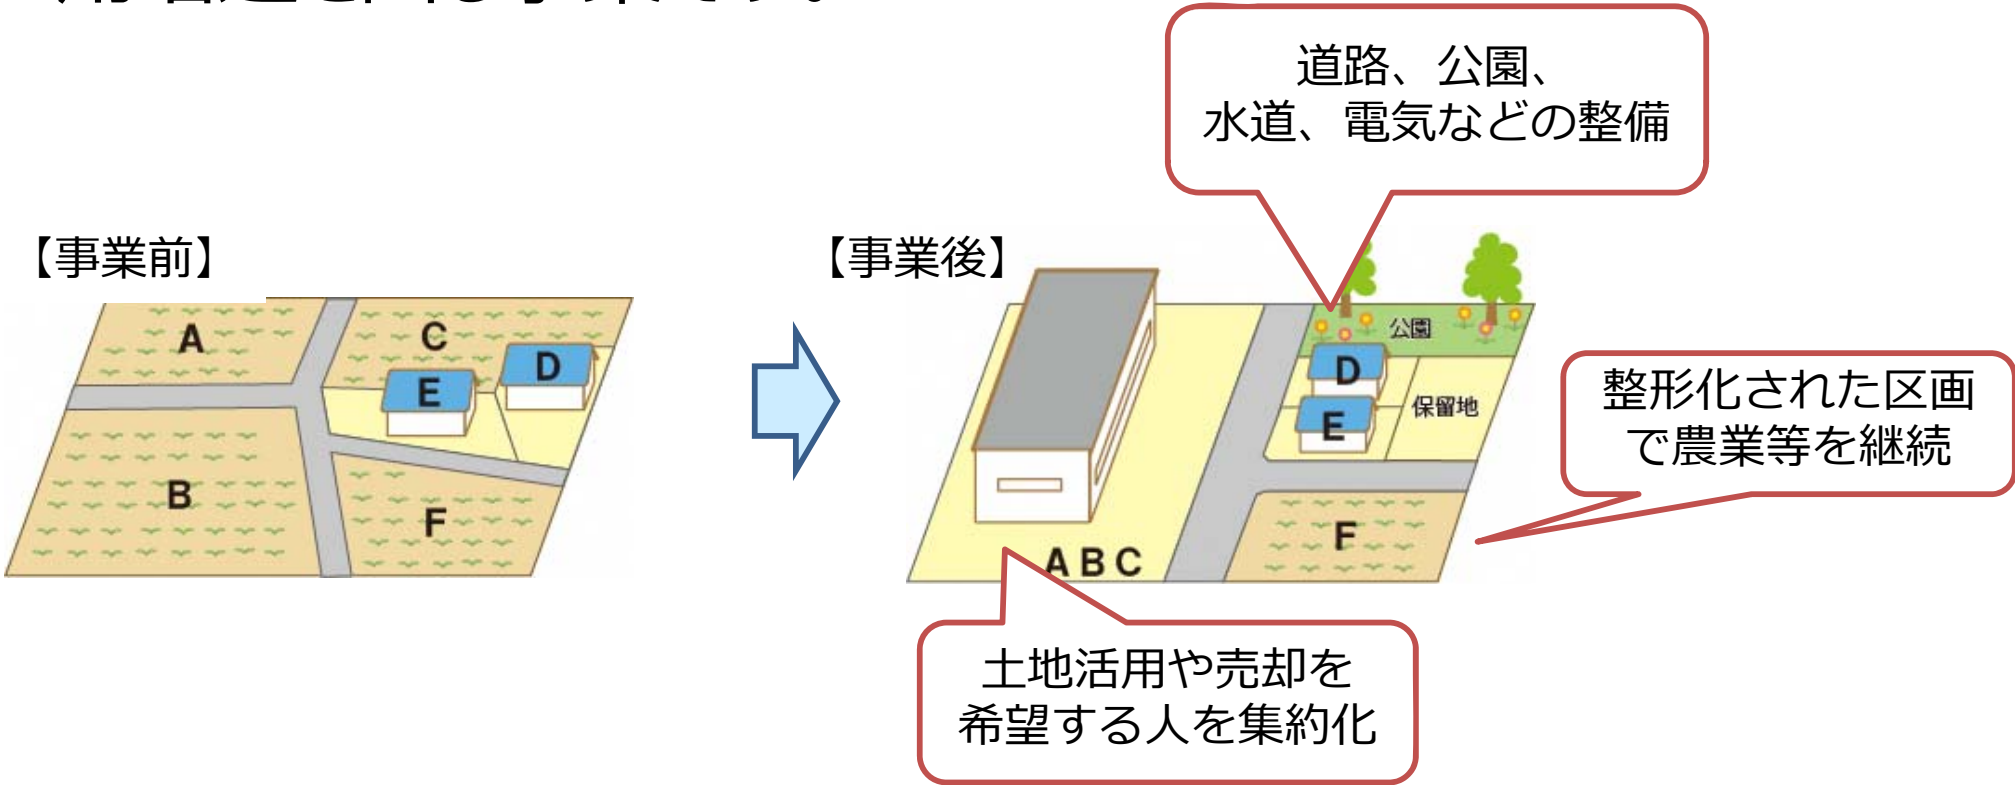 道路、公園、
水道、電気などの整備
【事業前】
【事業後】
A
C
D
E
B
F
公園
D
保留地
E
F
A B C
整形化された区画
で農業等を継続
土地活用や売却を
希望する人を集約化